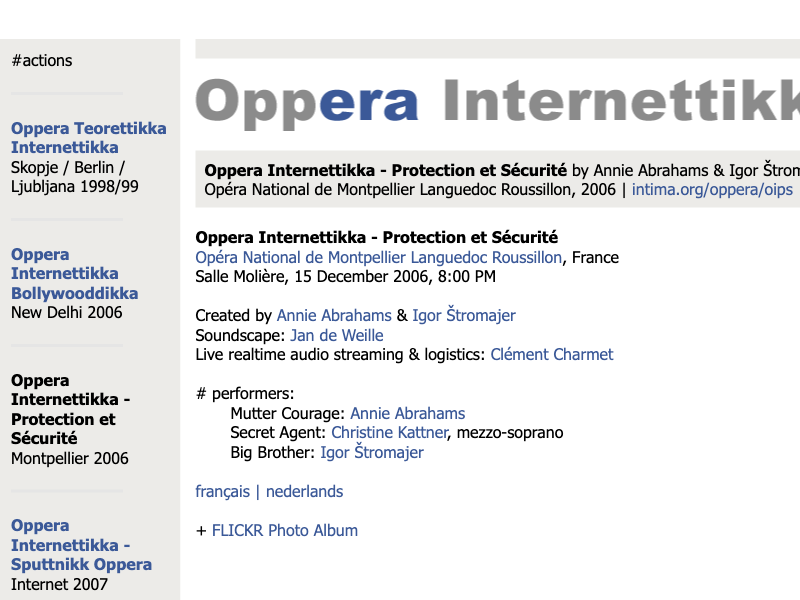 #actions
Oppera Teorettikka
Internettikka
Skopje / Berlin /
Ljubljana 1998/99
Oppera
Internettikka
Bollywooddikka
New Delhi 2006
Oppera
Internettikka -
Protection et
Sécurité
Montpellier 2006
Oppera
Internettikka -
Sputtnikk Oppera
Internet 2007
Oppera Internettikk
Oppera Internettikka - Protection et Sécurité by Annie Abrahams & Igor Štrom
Opéra National de Montpellier Languedoc Roussillon, 2006 | intima.org/oppera/oips
Oppera Internettikka - Protection et Sécurité
Opéra National de Montpellier Languedoc Roussillon, France
Salle Molière, 15 December 2006, 8:00 PM
Created by Annie Abrahams & Igor Štromajer
Soundscape: Jan de Weille
Live realtime audio streaming & logistics: Clément Charmet
# performers:
Mutter Courage: Annie Abrahams
Secret Agent: Christine Kattner, mezzo-soprano
Big Brother: Igor Štromajer
français | nederlands
+ FLICKR Photo Album